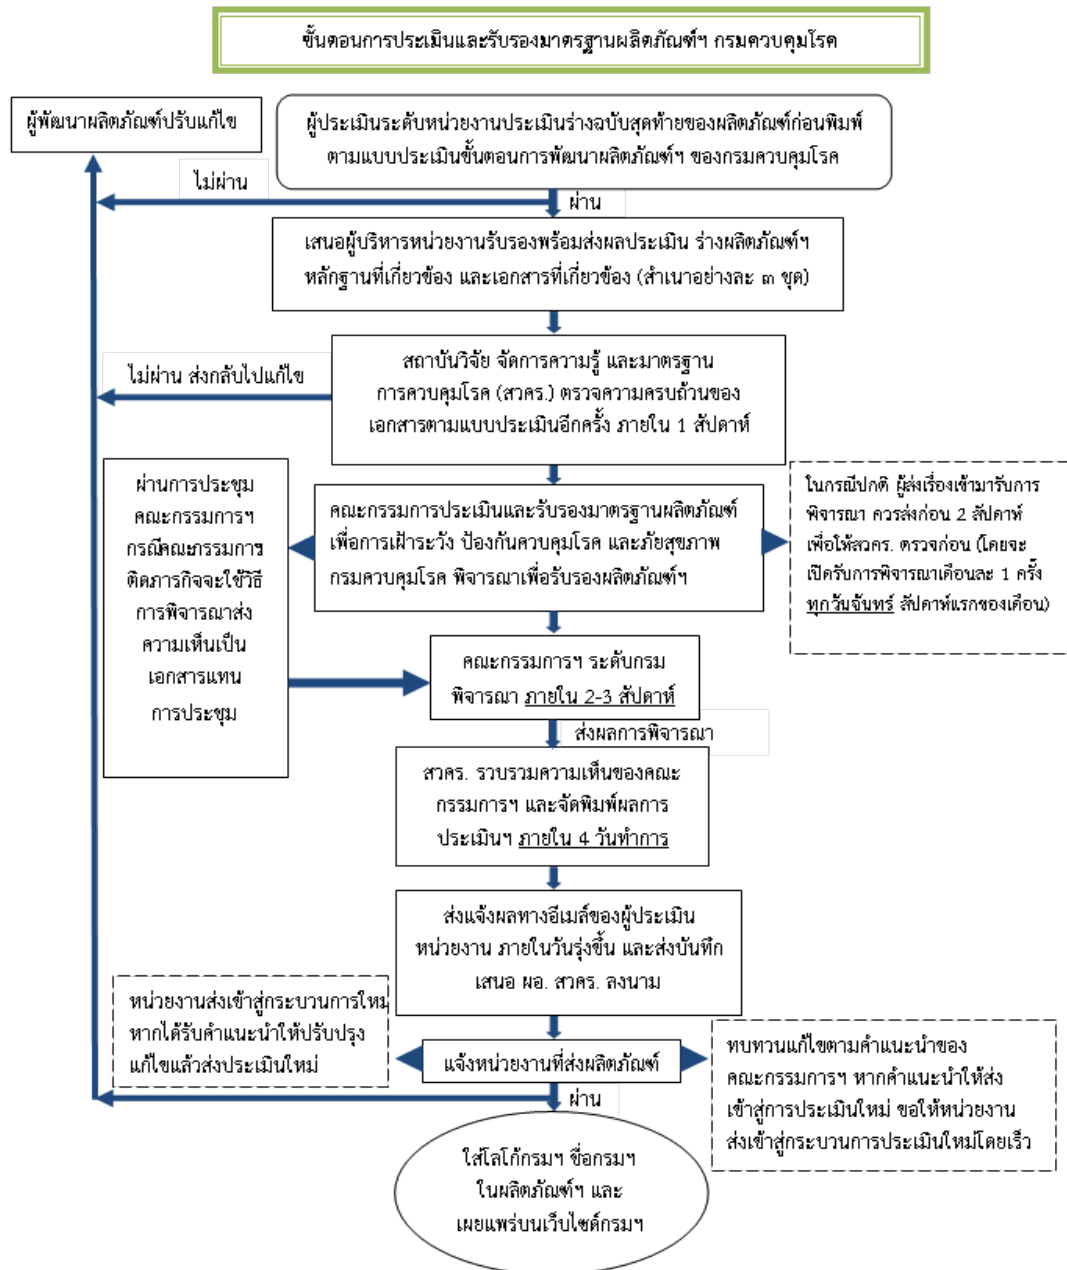 ขั้นตอนการประเมินและรับรองมาตรฐานผลิตภัณฑ์ฯ กรมควบคุมโรค
ผู้พัฒนาผลิตภัณฑ์ปรับแก้ไข
ผู้ประเมินระดับหน่วยงานประเมินร่างฉบับสุดท้ายของผลิตภัณฑ์ก่อนพิมพ์
ตามแบบประเมินขั้นตอนการพัฒนาผลิตภัณฑ์ฯ ของกรมควบคุมโรค
ไม่ผ่าน
ผ่าน
เสนอผู้บริหารหน่วยงานรับรองพร้อมส่งผลประเมิน ร่างผลิตภัณฑ์ฯ
หลักฐานที่เกี่ยวข้อง และเอกสารที่เกี่ยวข้อง (สำเนาอย่างละ ๓ ชุด)
ไม่ผ่าน ส่งกลับไปแก้ไข
สถาบันวิจัย จัดการความรู้ และมาตรฐาน
การควบคุมโรค (สวคร.) ตรวจความครบถ้วนของ
เอกสารตามแบบประเมินอีกครั้ง ภายใน 1 สัปดาห์
ผ่านการประชุม
คณะกรรมการฯ
กรณีคณะกรรมการฯ
ติดภารกิจจะใช้วิธี
การพิจารณาส่ง
ความเห็นเป็น
เอกสารแทน
การประชุม
คณะกรรมการประเมินและรับรองมาตรฐานผลิตภัณฑ์
เพื่อการเฝ้าระวัง ป้องกันควบคุมโรค และภัยสุขภาพ
กรมควบคุมโรค พิจารณาเพื่อรับรองผลิตภัณฑ์ฯ
ในกรณีปกติ ผู้ส่งเรื่องเข้ามารับการ
พิจารณา ควรส่งก่อน 2 สัปดาห์
เพื่อให้สวคร. ตรวจก่อน (โดยจะ
เปิดรับการพิจารณาเดือนละ 1 ครั้ง
ทุกวันจันทร์ สัปดาห์แรกของเดือน)
คณะกรรมการฯ ระดับกรม
พิจารณา ภายใน 2-3 สัปดาห์
ส่งผลการพิจารณา
สวคร. รวบรวมความเห็นของคณะ
กรรมการฯ และจัดพิมพ์ผลการ
ประเมินฯ ภายใน 4 วันทำการ
ส่งแจ้งผลทางอีเมล์ของผู้ประเมิน
หน่วยงาน ภายในวันรุ่งขึ้น และส่งบันทึก
เสนอ ผอ. สวคร. ลงนาม
หน่วยงานส่งเข้าสู่กระบวนการใหม่
หากได้รับคำแนะนำให้ปรับปรุง
แก้ไขแล้วส่งประเมินใหม่
แจ้งหน่วยงานที่ส่งผลิตภัณฑ์
ทบทวนแก้ไขตามคำแนะนำของ
คณะกรรมการฯ หากคำแนะนำให้ส่ง
เข้าสู่การประเมินใหม่ ขอให้หน่วยงาน
ส่งเข้าสู่กระบวนการประเมินใหม่โดยเร็ว
ผ่าน
ใส่โลโก้กรมฯ ชื่อกรมฯ
ในผลิตภัณฑ์ฯ และ
เผยแพร่บนเว็บไซต์กรมฯ